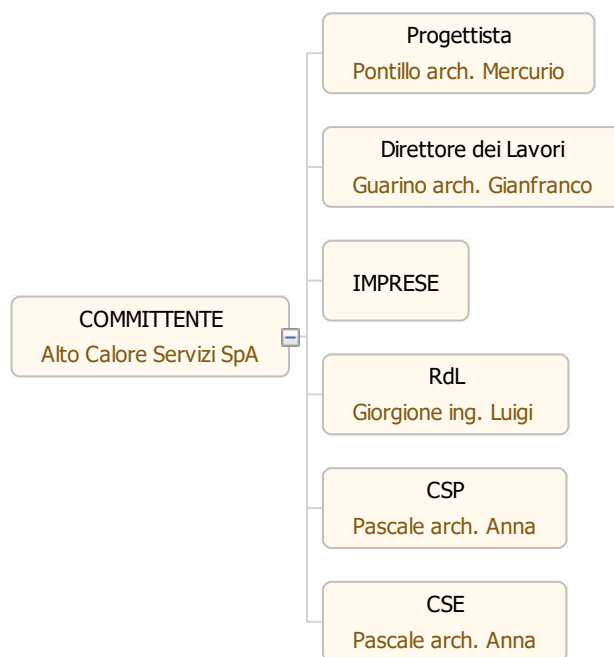 Progettista
Pontillo arch. Mercurio
Direttore dei Lavori
Guarino arch. Gianfranco
IMPRESE
COMMITTENTE
Alto Calore Servizi SpA
RdL
Giorgione ing. Luigi
CSP
Pascale arch. Anna
CSE
Pascale arch. Anna